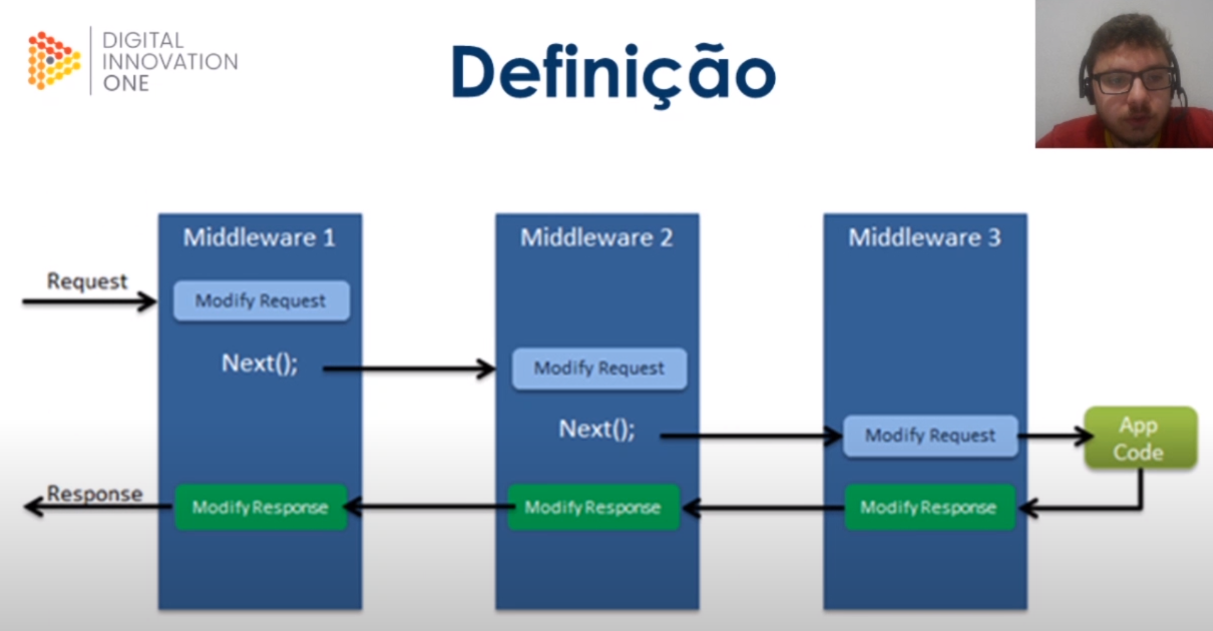 DIGITAL
INNOVATION
ONE
Definição
Middleware 1
Middleware 2
Middleware 3
Request
Modify Request
Next();
Modify Request
Next();
Modify Request
App
Code
Response
Modify Response
Modify Response
Modify Response